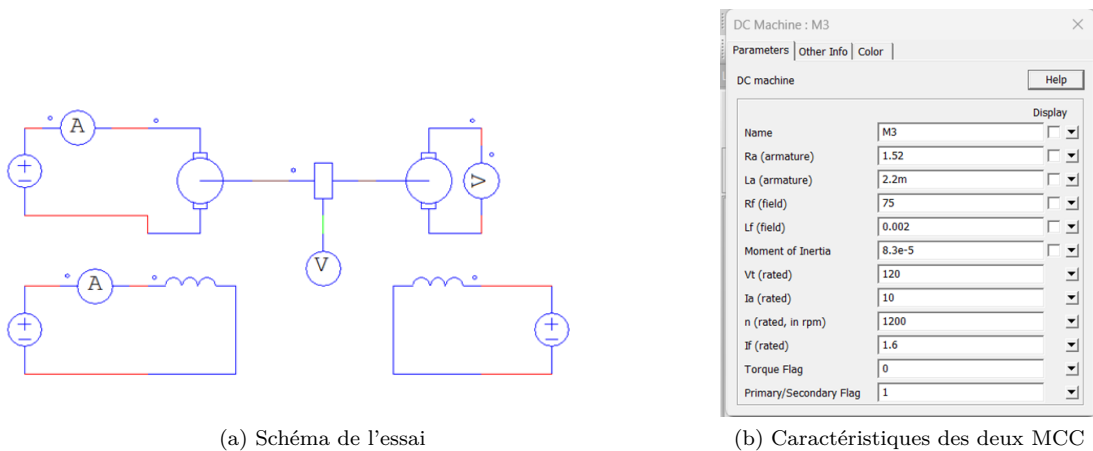 DC Machine : M3
Parameters Other Info Color
DC machine Help
Display
Name M3
Ra (armature) 1.52
La (armature) 2.2m
Rf (field) 75
Lf (field) 0.002
Moment of Inertia 8.3e-5
Vt (rated) 120
Ia (rated) 10
n (rated, in rpm) 1200
If (rated) 1.6
Torque Flag 0
Primary/Secondary Flag 1
A
V
V
A
(a) Schéma de l'essai
(b) Caractéristiques des deux MCC